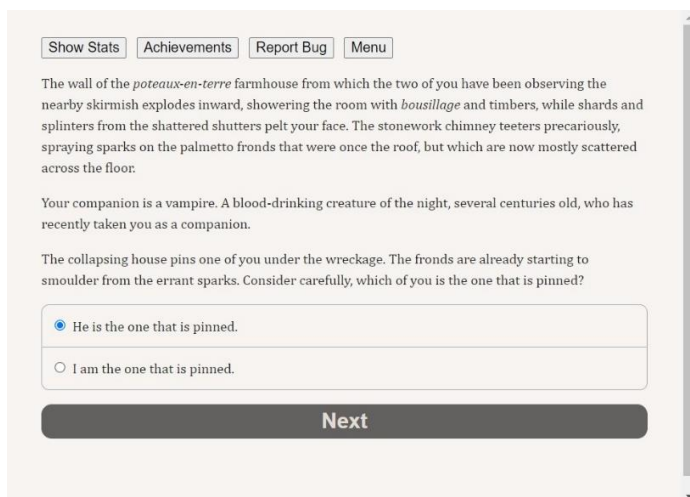 Show Stats Achievements Report Bug Menu
The wall of the poteaux-en-terre farmhouse from which the two of you have been observing the
nearby skirmish explodes inward, showering the room with bousillage and timbers, while shards and
splinters from the shattered shutters pelt your face. The stonework chimney teeters precariously,
spraying sparks on the palmetto fronds that were once the roof, but which are now mostly scattered
across the floor.
Your companion is a vampire. A blood-drinking creature of the night, several centuries old, who has
recently taken you as a companion.
The collapsing house pins one of you under the wreckage. The fronds are already starting to
smoulder from the errant sparks. Consider carefully, which of you is the one that is pinned?
He is the one that is pinned.
I am the one that is pinned.
Next